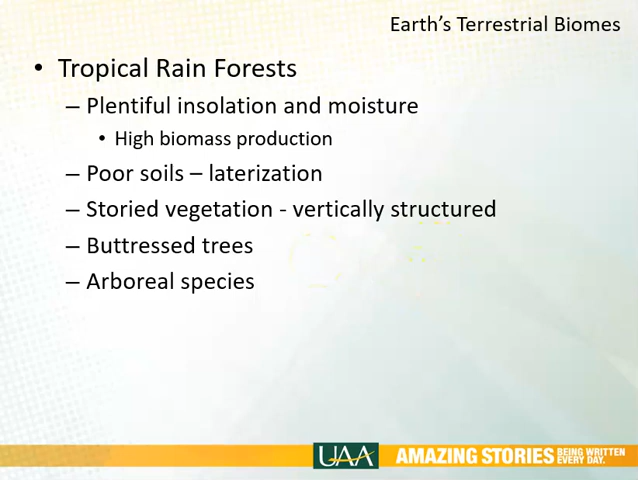 Earth's Terrestrial Biomes
• Tropical Rain Forests
– Plentiful insolation and moisture
• High biomass production
– Poor soils – laterization
– Storied vegetation - vertically structured
– Buttressed trees
– Arboreal species
UAA AMAZING STORIES BEING WRITTEN
EVERY DAY.